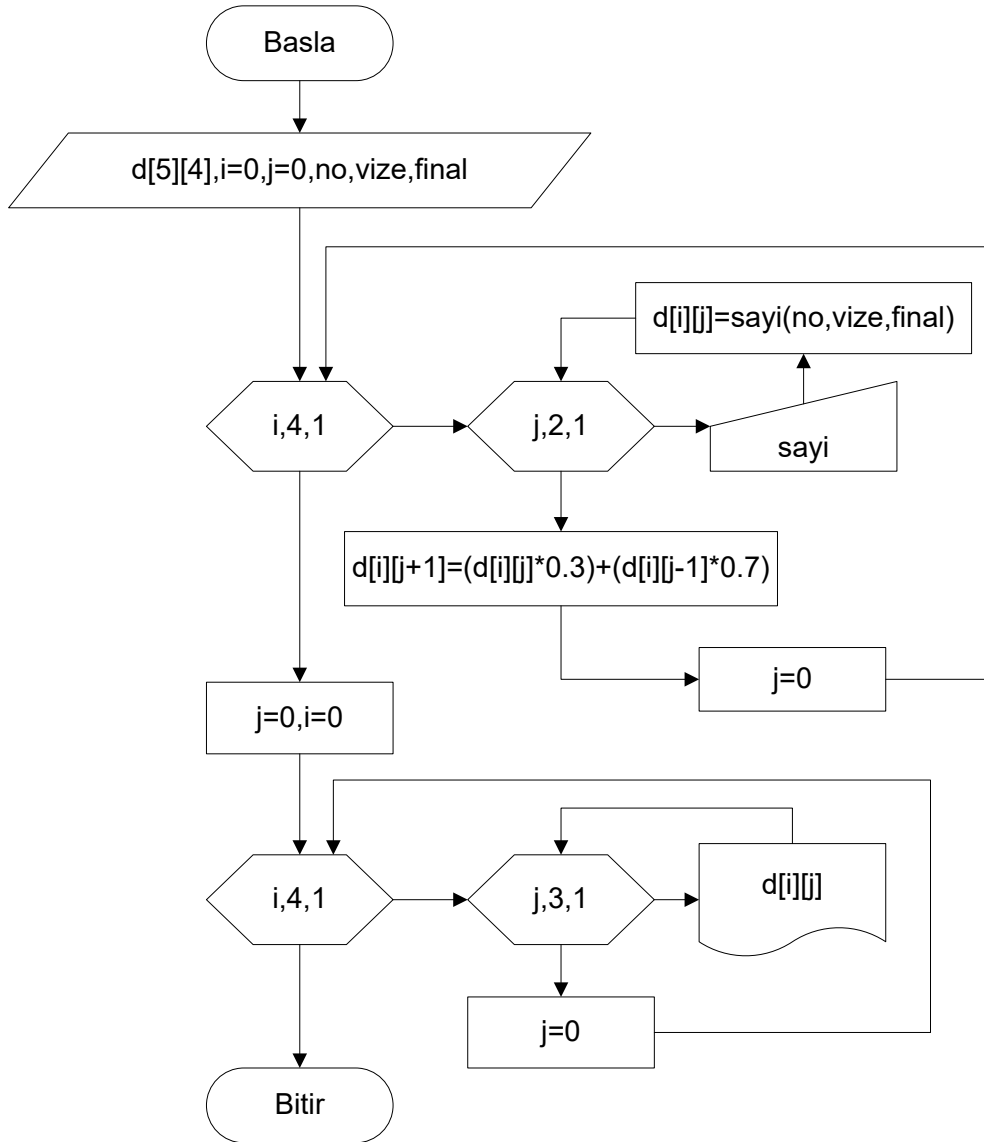 Basla
d[5][4],i=0,j=0,no,vize,final
d[i][j]=sayi(no,vize,final)
i,4,1
j,2,1
sayi
d[i][j+1]=(d[i][j]*0.3)+(d[i][j-1]*0.7)
j=0
j=0,i=0
i,4,1
j,3,1
d[i][j]
j=0
Bitir